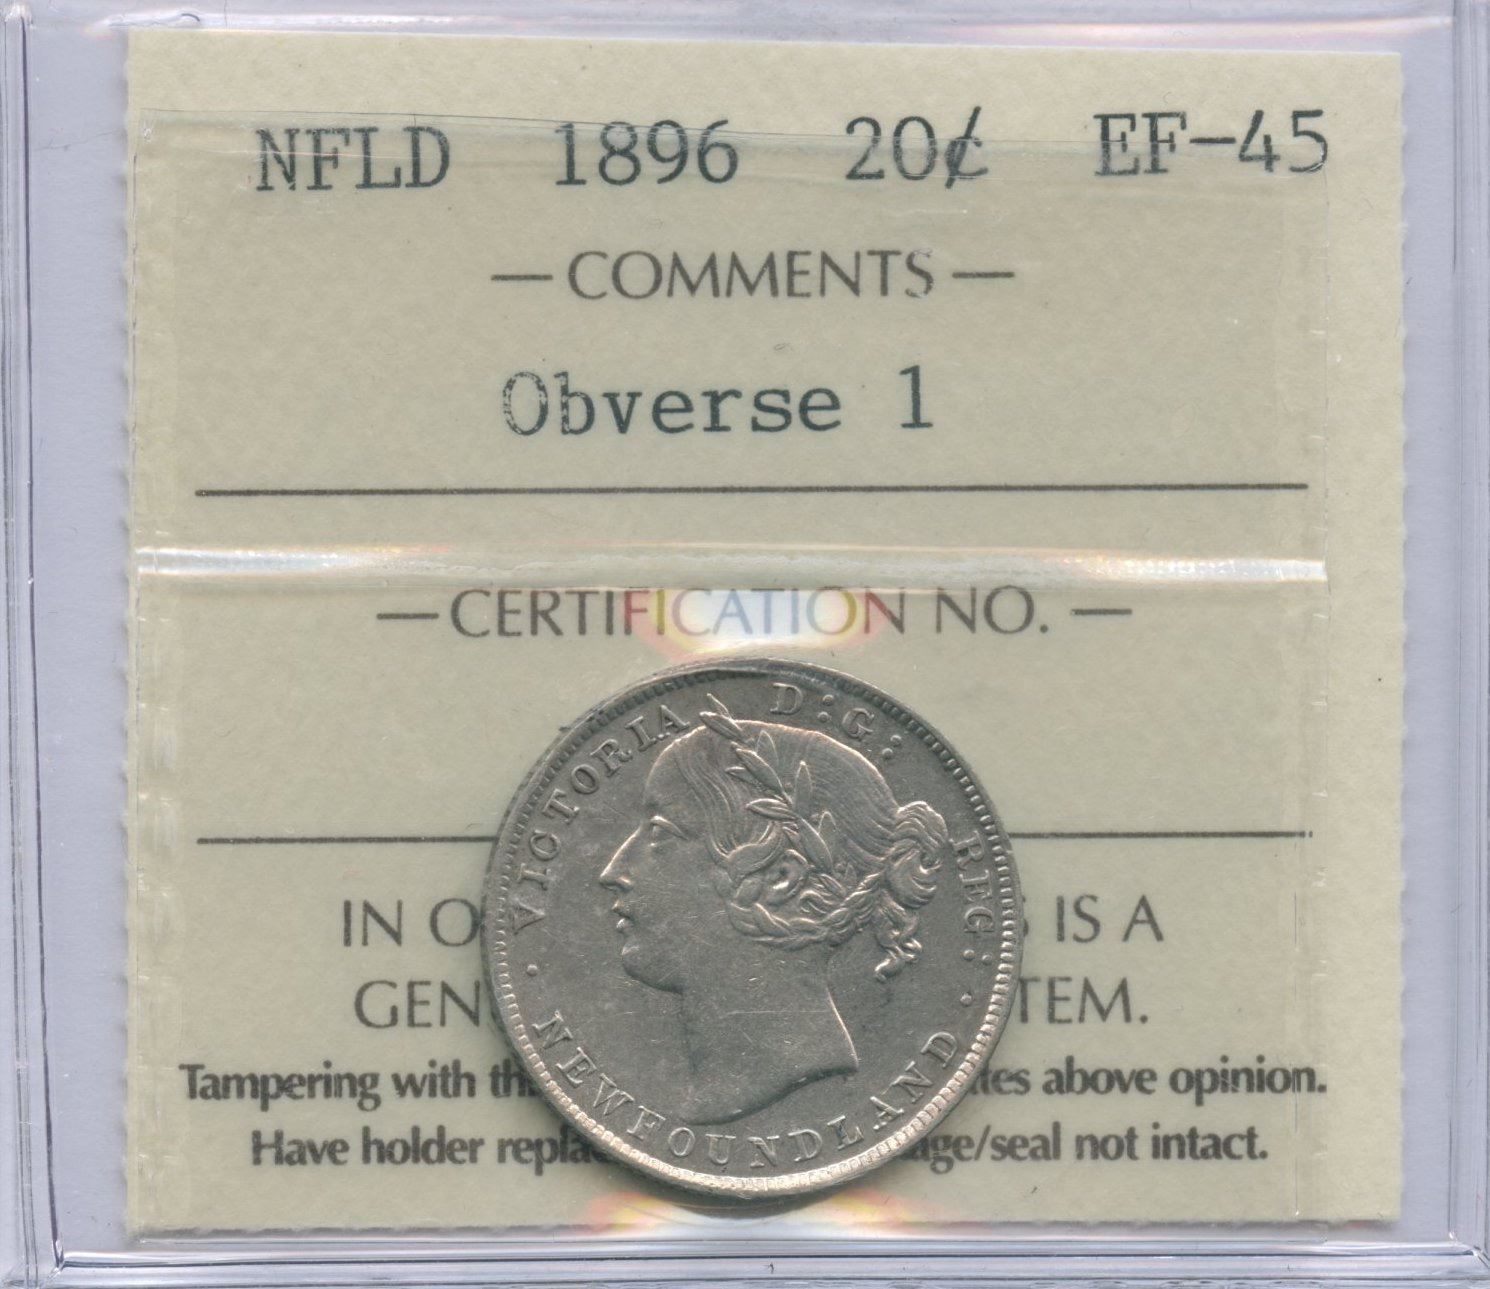 NFLD 1896 20¢ EF-45
— COMMENTS —
Obverse 1
— CERTIFICATION NO. —
VICTORIA D:G: REG:
• NEWFOUNDLAND •
IN O IS A
GEN TEM.
Tampering with th tes above opinion.
Have holder repla age/seal not intact.